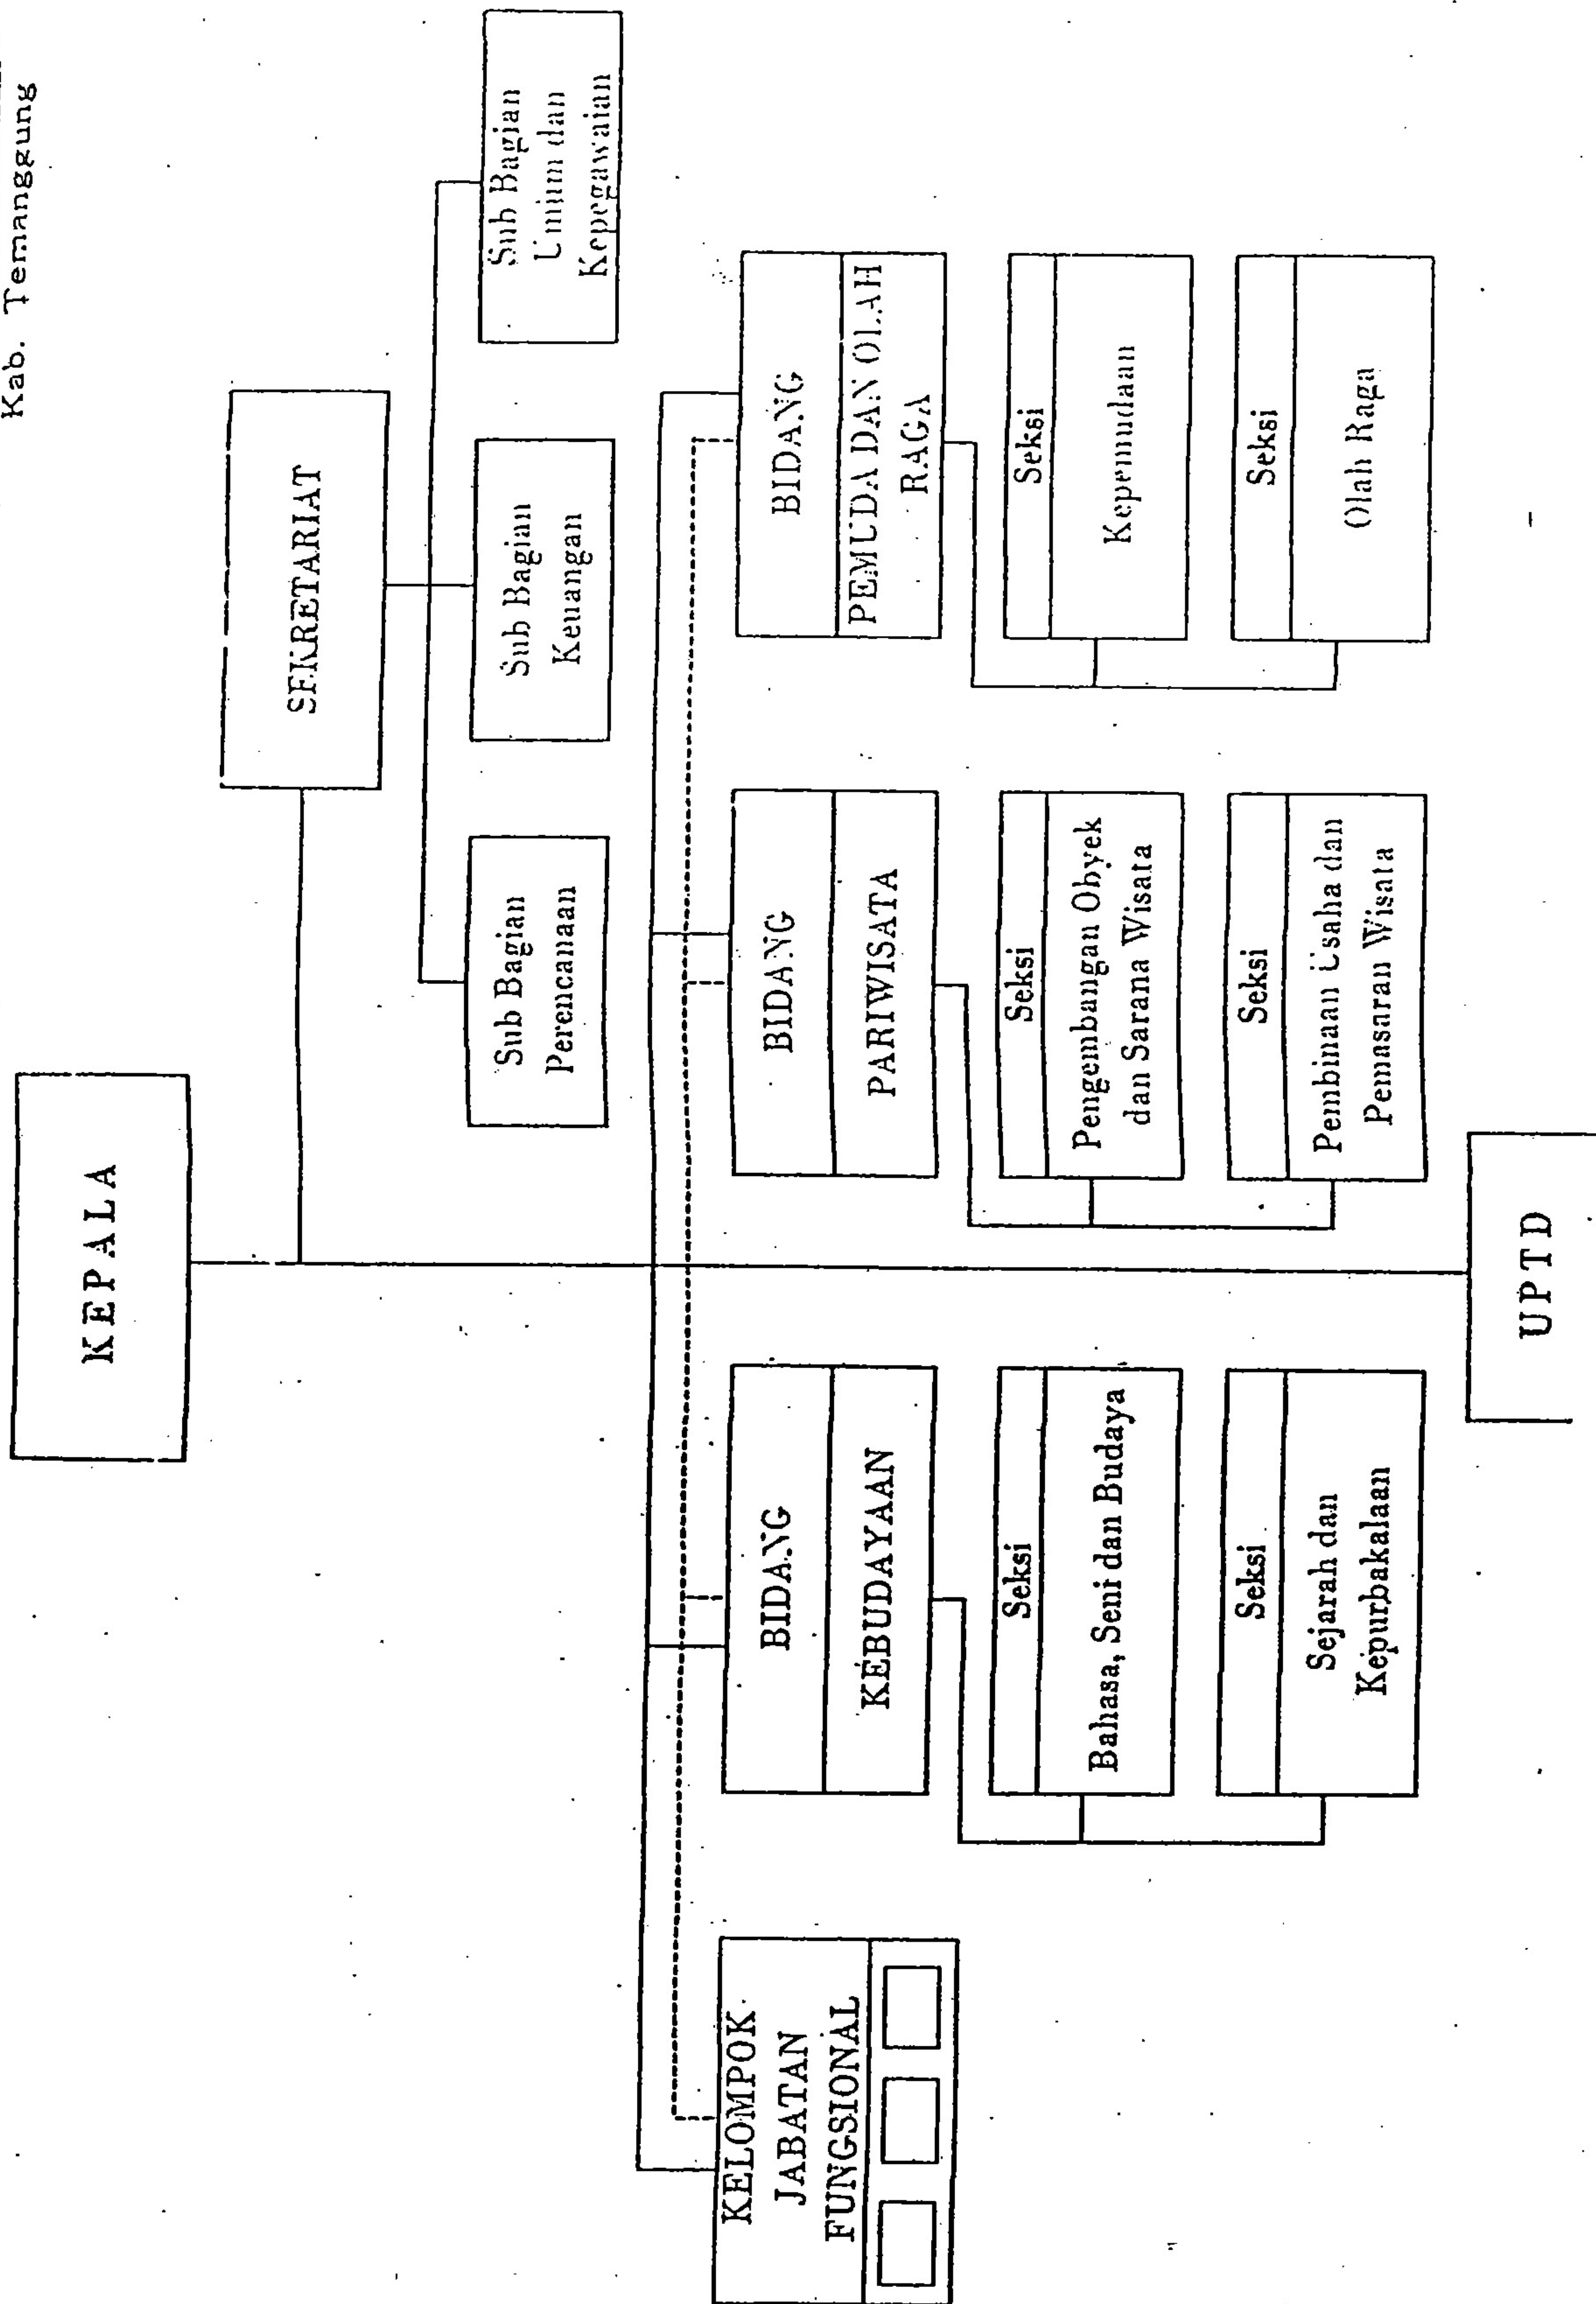 Kab. Temanggung
KEPALA
SEKRETARIAT
Sub Bagian
Perencanaan
Sub Bagian
Keuangan
Sub Bagian
Umum dan
Kepegawaian
KELOMPOK
JABATAN
FUNGSIONAL
BIDANG
KEBUDAYAAN
Seksi
Bahasa, Seni dan Budaya
Seksi
Sejarah dan
Kepurbakalaan
BIDANG
PARIWISATA
Seksi
Pengembangan Obyek
dan Sarana Wisata
Seksi
Pembinaan Usaha dan
Pemasaran Wisata
BIDANG
PEMUDA DAN OLAH
RAGA
Seksi
Kepemudaan
Seksi
Olah Raga
UPTD